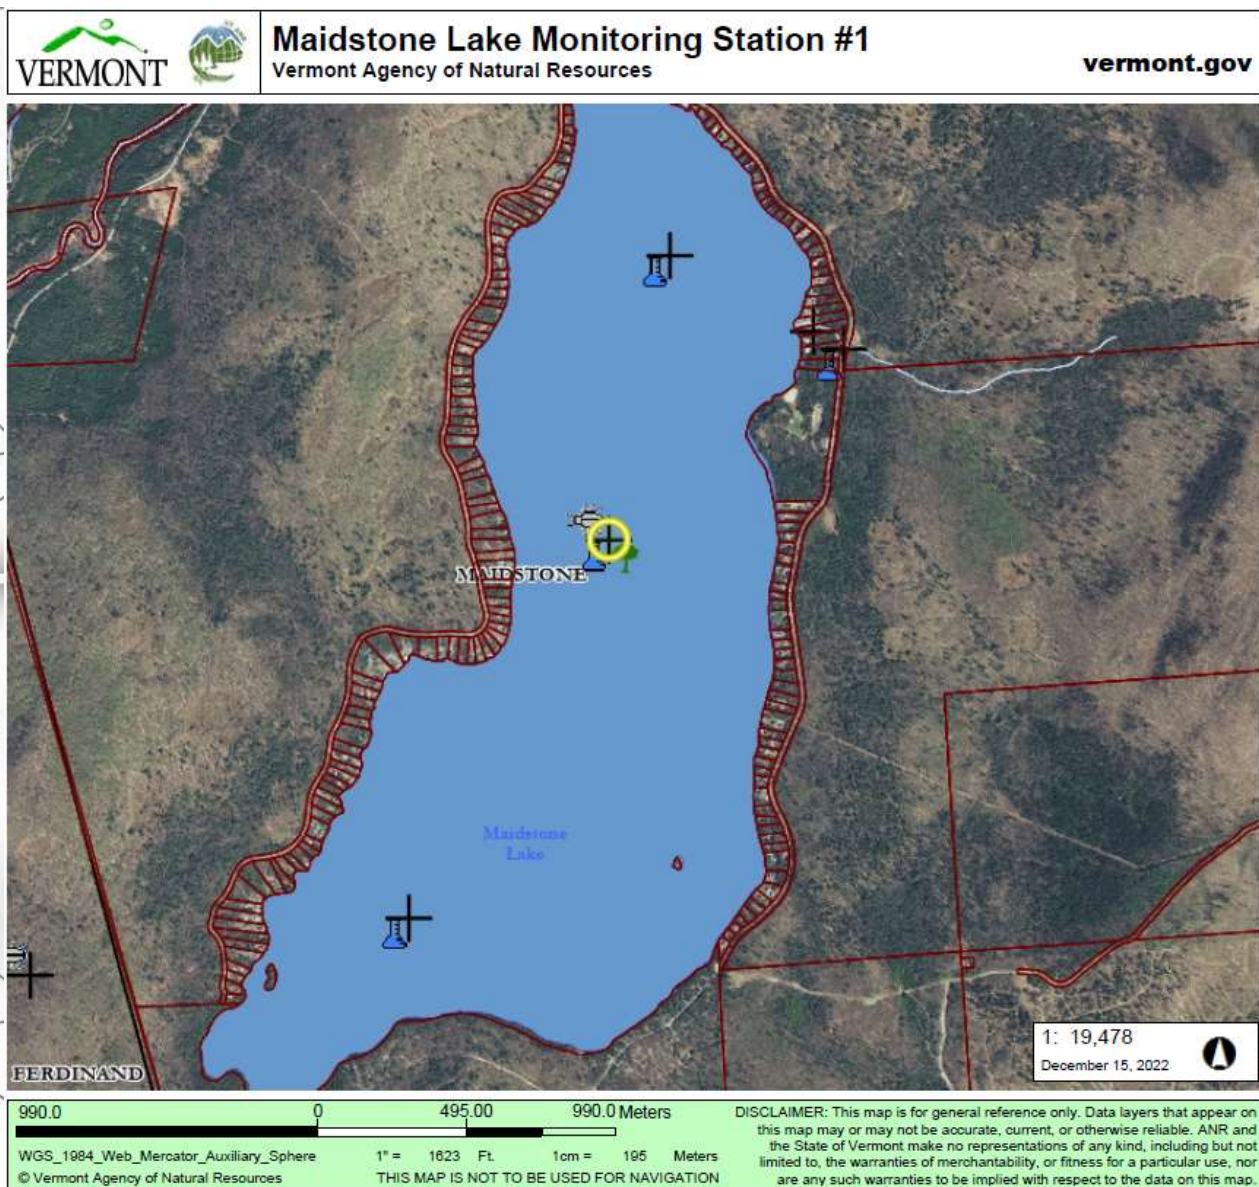 VERMONT
Maidstone Lake Monitoring Station #1
Vermont Agency of Natural Resources
vermont.gov
MAIDSTONE
Maidstone
Lake
FERDINAND
1: 19,478
December 15, 2022
990.0 0 495.00 990.0 Meters
WGS_1984_Web_Mercator_Auxiliary_Sphere 1" = 1623 Ft. 1cm = 195 Meters
© Vermont Agency of Natural Resources THIS MAP IS NOT TO BE USED FOR NAVIGATION
DISCLAIMER: This map is for general reference only. Data layers that appear on
this map may or may not be accurate, current, or otherwise reliable. ANR and
the State of Vermont make no representations of any kind, including but not
limited to, the warranties of merchantability, or fitness for a particular use, nor
are any such warranties to be implied with respect to the data on this map.